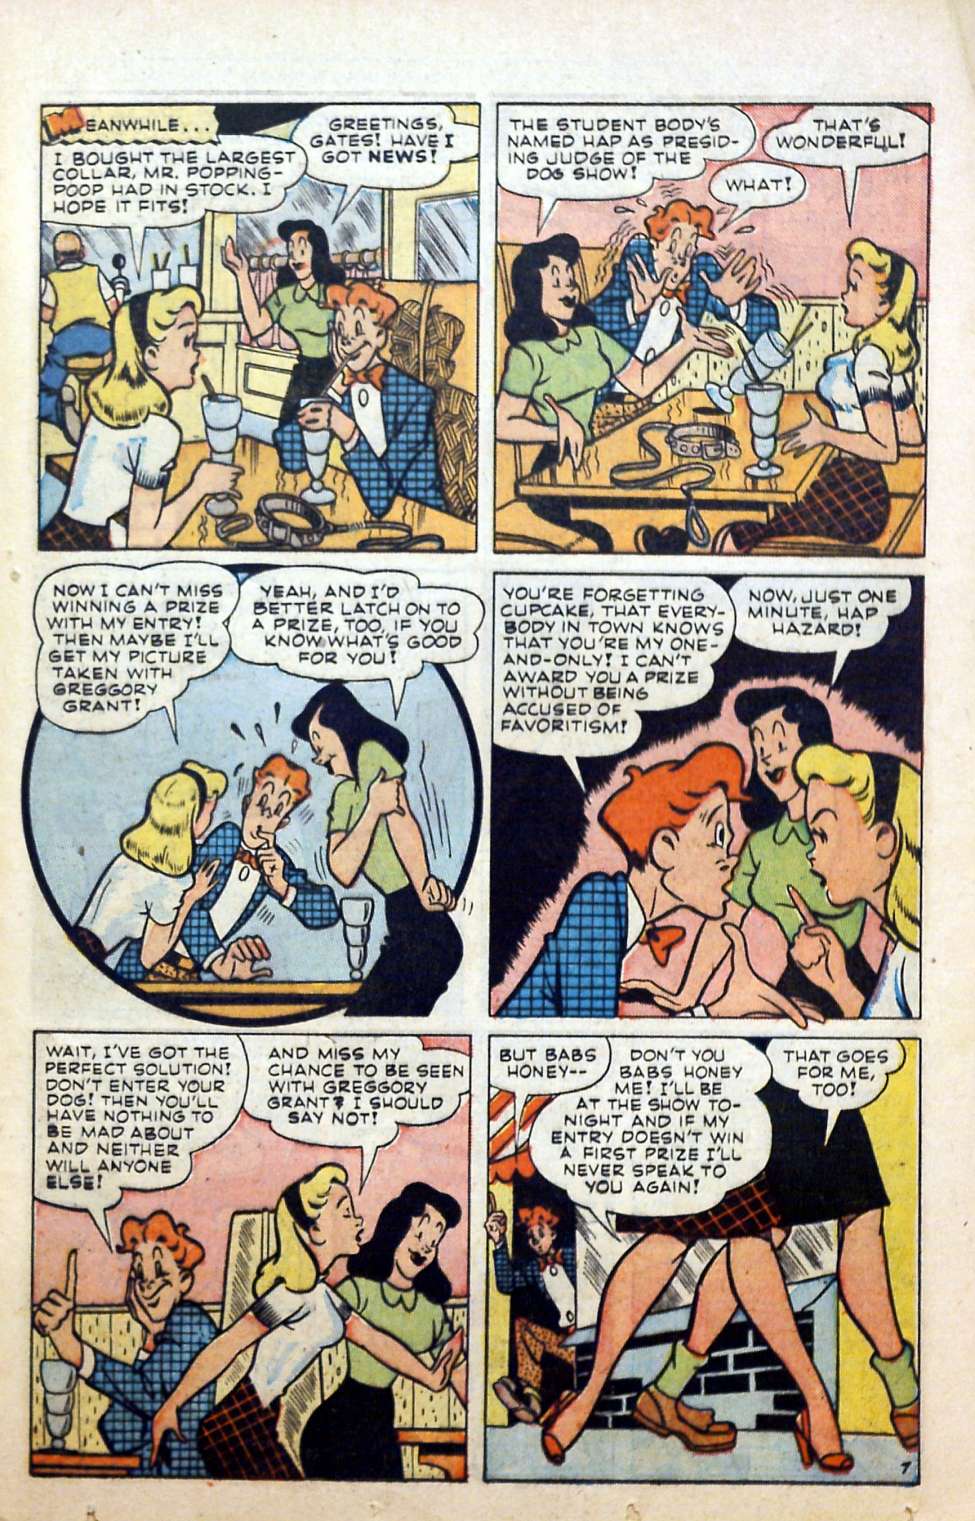 MEANWHILE...
I BOUGHT THE LARGEST
COLLAR, MR. POPPING-
POOP HAD IN STOCK. I
HOPE IT FITS!
GREETINGS,
GATES! HAVE I
GOT NEWS!
THE STUDENT BODY'S
NAMED HAP AS PRESID-
ING JUDGE OF THE
DOG SHOW!
WHAT!
THAT'S
WONDERFUL!
NOW I CAN'T MISS
WINNING A PRIZE
WITH MY ENTRY!
THEN MAYBE I'LL
GET MY PICTURE
TAKEN WITH
GREGGORY
GRANT!
YEAH, AND I'D
BETTER LATCH ON TO
A PRIZE, TOO, IF YOU
KNOW WHAT'S GOOD
FOR YOU!
YOU'RE FORGETTING
CUPCAKE, THAT EVERY-
BODY IN TOWN KNOWS
THAT YOU'RE MY ONE-
AND-ONLY! I CAN'T
AWARD YOU A PRIZE
WITHOUT BEING
ACCUSED OF
FAVORITISM!
NOW, JUST ONE
MINUTE, HAP
HAZARD!
WAIT, I'VE GOT THE
PERFECT SOLUTION!
DON'T ENTER YOUR
DOG! THEN YOU'LL
HAVE NOTHING TO
BE MAD ABOUT
AND NEITHER
WILL ANYONE
ELSE!
AND MISS MY
CHANCE TO BE SEEN
WITH GREGGORY
GRANT? I SHOULD
SAY NOT!
BUT BABS
HONEY--
DON'T YOU
BABS HONEY
ME! I'LL BE
AT THE SHOW TO-
NIGHT AND IF MY
ENTRY DOESN'T WIN
A FIRST PRIZE I'LL
NEVER SPEAK TO
YOU AGAIN!
THAT GOES
FOR ME,
TOO!
7